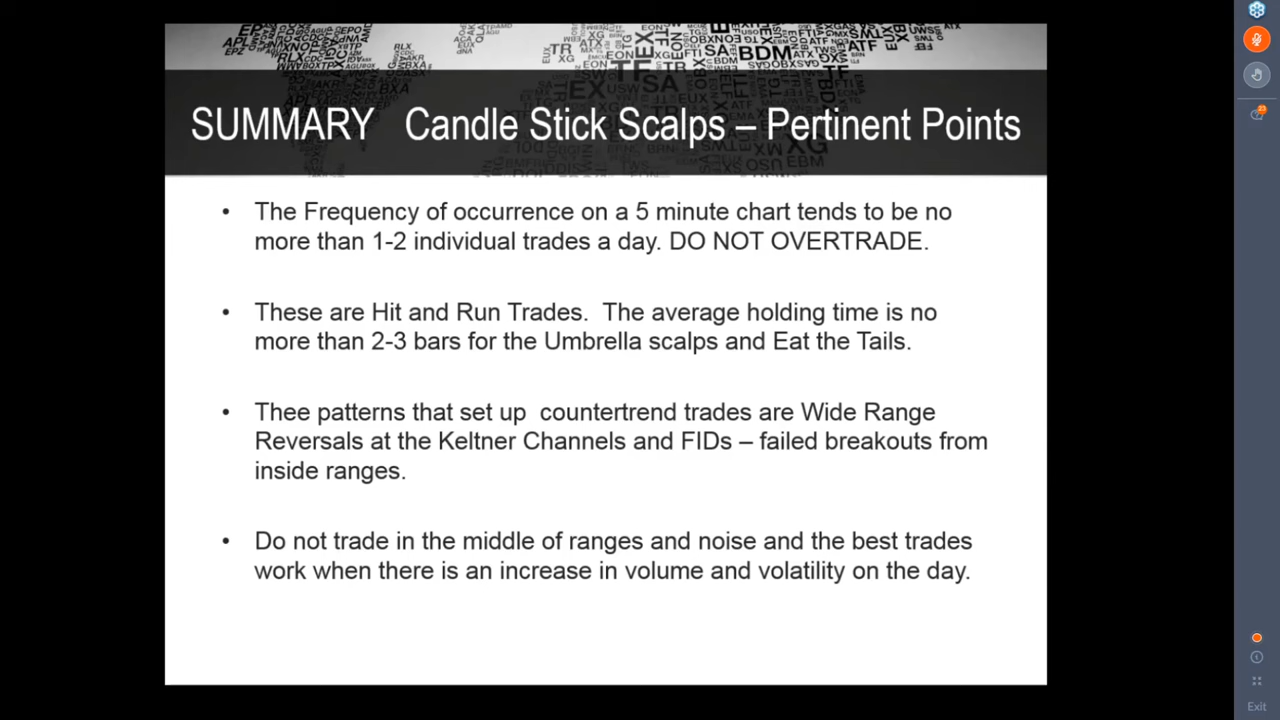 SUMMARY Candle Stick Scalps – Pertinent Points
• The Frequency of occurrence on a 5 minute chart tends to be no
more than 1-2 individual trades a day. DO NOT OVERTRADE.
• These are Hit and Run Trades. The average holding time is no
more than 2-3 bars for the Umbrella scalps and Eat the Tails.
• Thee patterns that set up countertrend trades are Wide Range
Reversals at the Keltner Channels and FIDs – failed breakouts from
inside ranges.
• Do not trade in the middle of ranges and noise and the best trades
work when there is an increase in volume and volatility on the day.
23
Exit